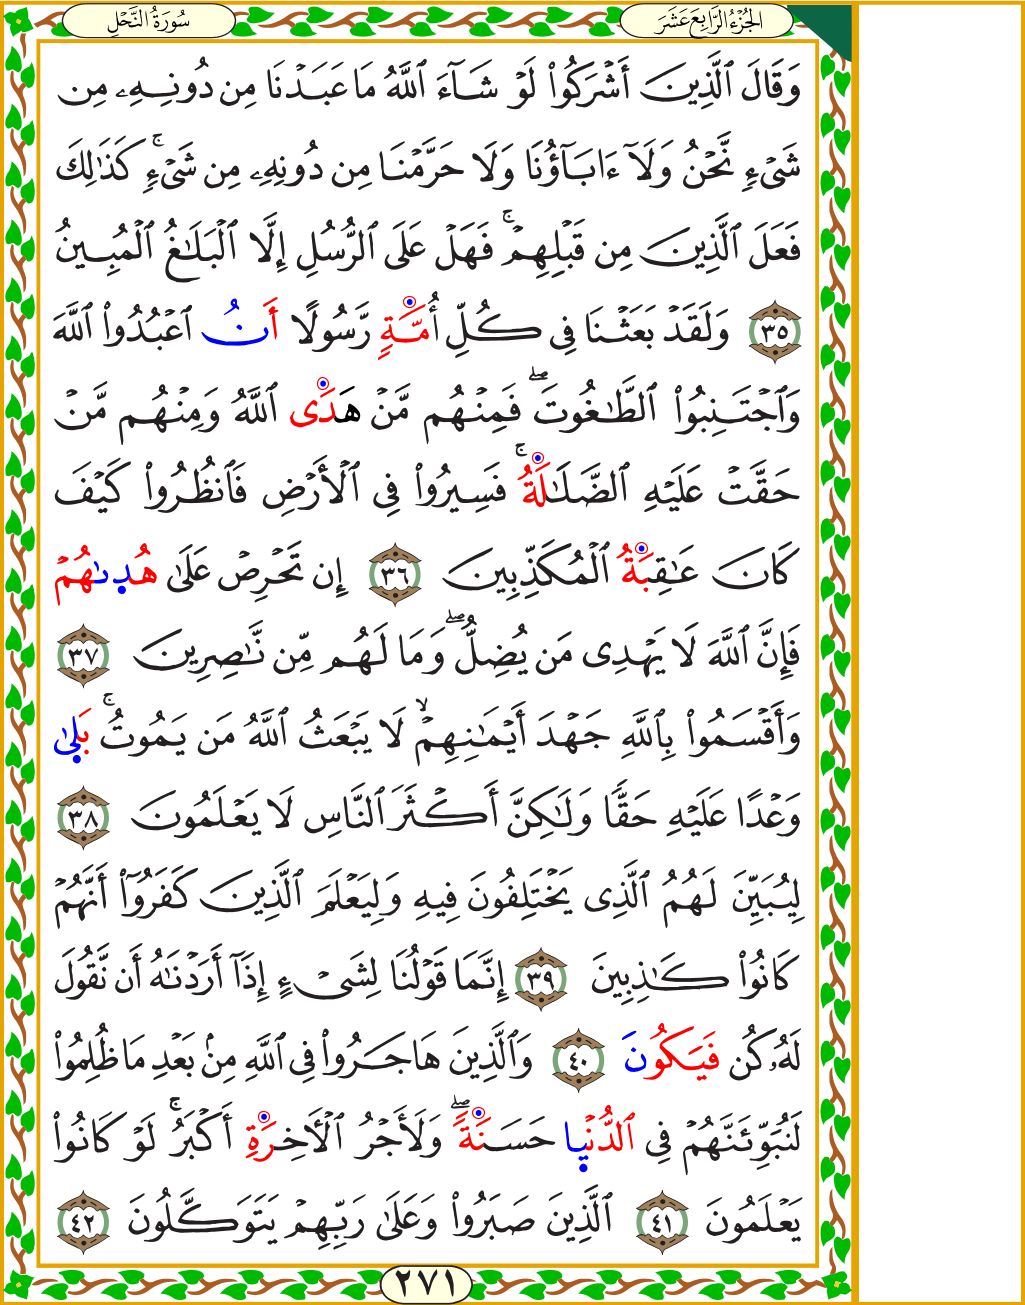 الجُزْءُ الرَّابِعَ عَشَرَ
سُورَةُ النَّحْلِ
وَقَالَ ٱلَّذِينَ أَشْرَكُوا۟ لَوْ شَآءَ ٱللَّهُ مَا عَبَدْنَا مِن دُونِهِۦ مِن
شَىْءٍ نَّحْنُ وَلَآ ءَابَآؤُنَا وَلَا حَرَّمْنَا مِن دُونِهِۦ مِن شَىْءٍ ۚ كَذَٰلِكَ
فَعَلَ ٱلَّذِينَ مِن قَبْلِهِمْ ۚ فَهَلْ عَلَى ٱلرُّسُلِ إِلَّا ٱلْبَلَٰغُ ٱلْمُبِينُ
٣٥ وَلَقَدْ بَعَثْنَا فِى كُلِّ أُمَّةٍ رَّسُولًا أَنُ ٱعْبُدُوا۟ ٱللَّهَ
وَٱجْتَنِبُوا۟ ٱلطَّٰغُوتَ ۖ فَمِنْهُم مَّنْ هَدَى ٱللَّهُ وَمِنْهُم مَّنْ
حَقَّتْ عَلَيْهِ ٱلضَّلَٰلَةُ ۚ فَسِيرُوا۟ فِى ٱلْأَرْضِ فَٱنظُرُوا۟ كَيْفَ
كَانَ عَٰقِبَةُ ٱلْمُكَذِّبِينَ ٣٦ إِن تَحْرِصْ عَلَىٰ هُدٜىٰهُمْ
فَإِنَّ ٱللَّهَ لَا يَهْدِى مَن يُضِلُّ ۖ وَمَا لَهُم مِّن نَّٰصِرِينَ ٣٧
وَأَقْسَمُوا۟ بِٱللَّهِ جَهْدَ أَيْمَٰنِهِمْ ۙ لَا يَبْعَثُ ٱللَّهُ مَن يَمُوتُ ۚ بَلٜىٰ
وَعْدًا عَلَيْهِ حَقًّا وَلَٰكِنَّ أَكْثَرَ ٱلنَّاسِ لَا يَعْلَمُونَ ٣٨
لِيُبَيِّنَ لَهُمُ ٱلَّذِى يَخْتَلِفُونَ فِيهِ وَلِيَعْلَمَ ٱلَّذِينَ كَفَرُوٓا۟ أَنَّهُمْ
كَانُوا۟ كَٰذِبِينَ ٣٩ إِنَّمَا قَوْلُنَا لِشَىْءٍ إِذَآ أَرَدْنَٰهُ أَن نَّقُولَ
لَهُۥ كُن فَيَكُونَ ٤٠ وَٱلَّذِينَ هَاجَرُوا۟ فِى ٱللَّهِ مِنۢ بَعْدِ مَا ظُلِمُوا۟
لَنُبَوِّئَنَّهُمْ فِى ٱلدُّنْيٜا حَسَنَةً ۖ وَلَأَجْرُ ٱلْـَٔاخِرَةِ أَكْبَرُ ۚ لَوْ كَانُوا۟
يَعْلَمُونَ ٤١ ٱلَّذِينَ صَبَرُوا۟ وَعَلَىٰ رَبِّهِمْ يَتَوَكَّلُونَ ٤٢
٢٧١